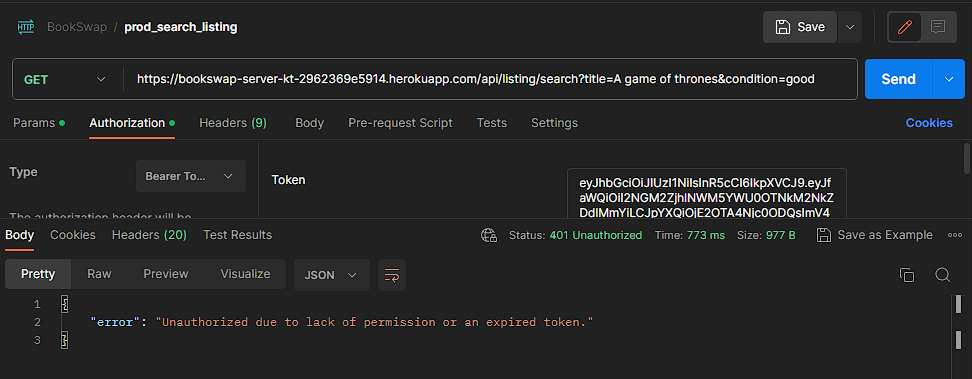 HTTP BookSwap / prod_search_listing Save
GET https://bookswap-server-kt-2962369e5914.herokuapp.com/api/listing/search?title=A game of thrones&condition=good Send
Params Authorization Headers (9) Body Pre-request Script Tests Settings Cookies
Type Bearer To... Token
eyJhbGciOiJIUzI1NiIsInR5cCI6IkpXVCJ9.eyJf
aWQiOiI2NGM2ZjhlNWM5YWU0OTNkM2NkZ
DdlMmYiLCJpYXQiOjE2OTA4Njc0ODQsImV4
The authorization header will be
Body Cookies Headers (20) Test Results Status: 401 Unauthorized Time: 773 ms Size: 977 B Save as Example
Pretty Raw Preview Visualize JSON
1 {
2 "error": "Unauthorized due to lack of permission or an expired token."
3 }